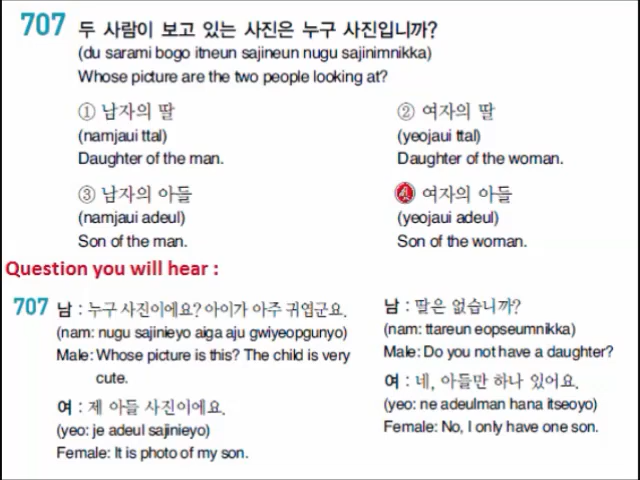 707 두 사람이 보고 있는 사진은 누구 사진입니까?
(du sarami bogo itneun sajineun nugu sajinimnikka)
Whose picture are the two people looking at?
① 남자의 딸
(namjaui ttal)
Daughter of the man.
② 여자의 딸
(yeojaui ttal)
Daughter of the woman.
③ 남자의 아들
(namjaui adeul)
Son of the man.
④ 여자의 아들
(yeojaui adeul)
Son of the woman.
Question you will hear :
707 남 : 누구 사진이에요? 아이가 아주 귀엽군요.
(nam: nugu sajinieyo aiga aju gwiyeopgunyo)
Male: Whose picture is this? The child is very
cute.
여 : 제 아들 사진이에요.
(yeo: je adeul sajinieyo)
Female: It is photo of my son.
남 : 딸은 없습니까?
(nam: ttareun eopseumnikka)
Male: Do you not have a daughter?
여 : 네, 아들만 하나 있어요.
(yeo: ne adeulman hana itseoyo)
Female: No, I only have one son.